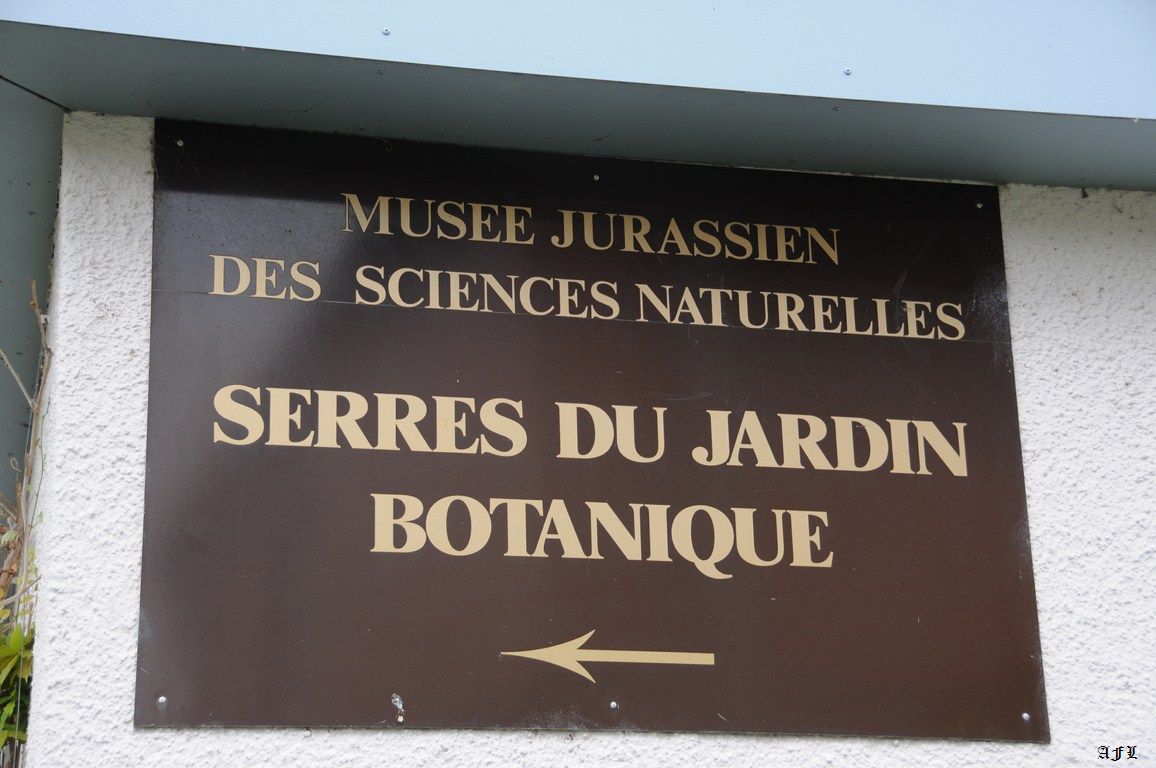 MUSEE JURASSIEN
DES SCIENCES NATURELLES
SERRES DU JARDIN
BOTANIQUE
AFL